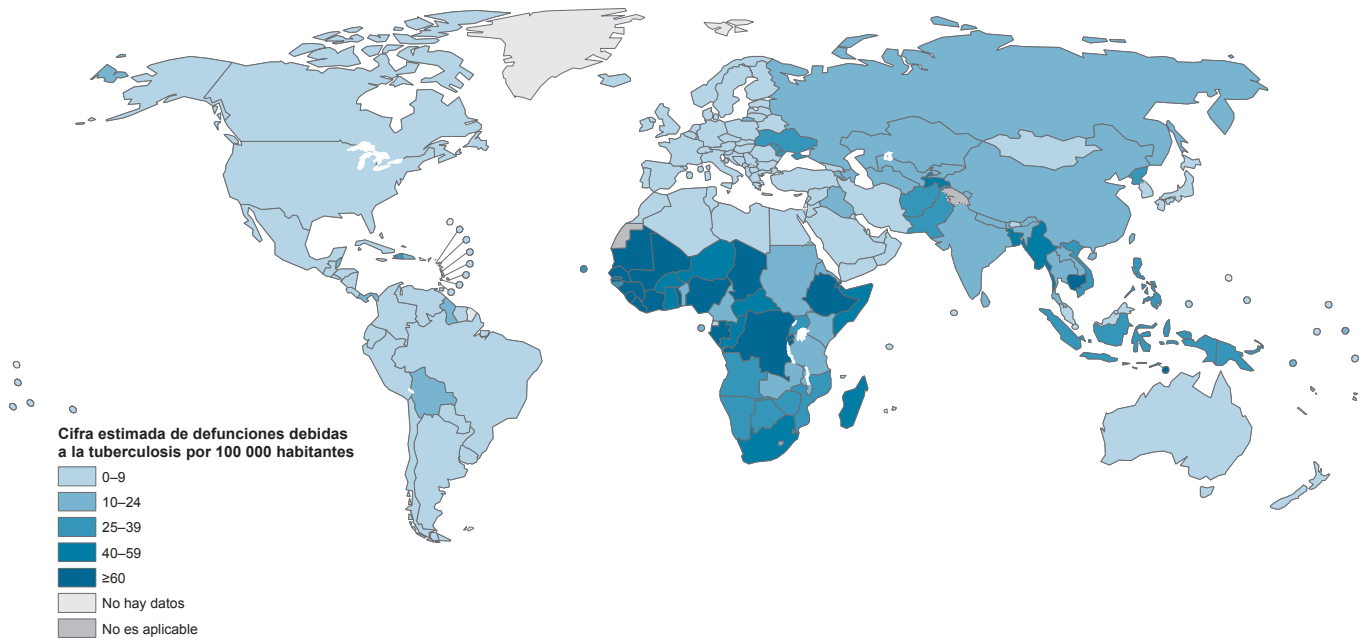 Cifra estimada de defunciones debidas
a la tuberculosis por 100 000 habitantes
0–9
10–24
25–39
40–59
≥60
No hay datos
No es aplicable